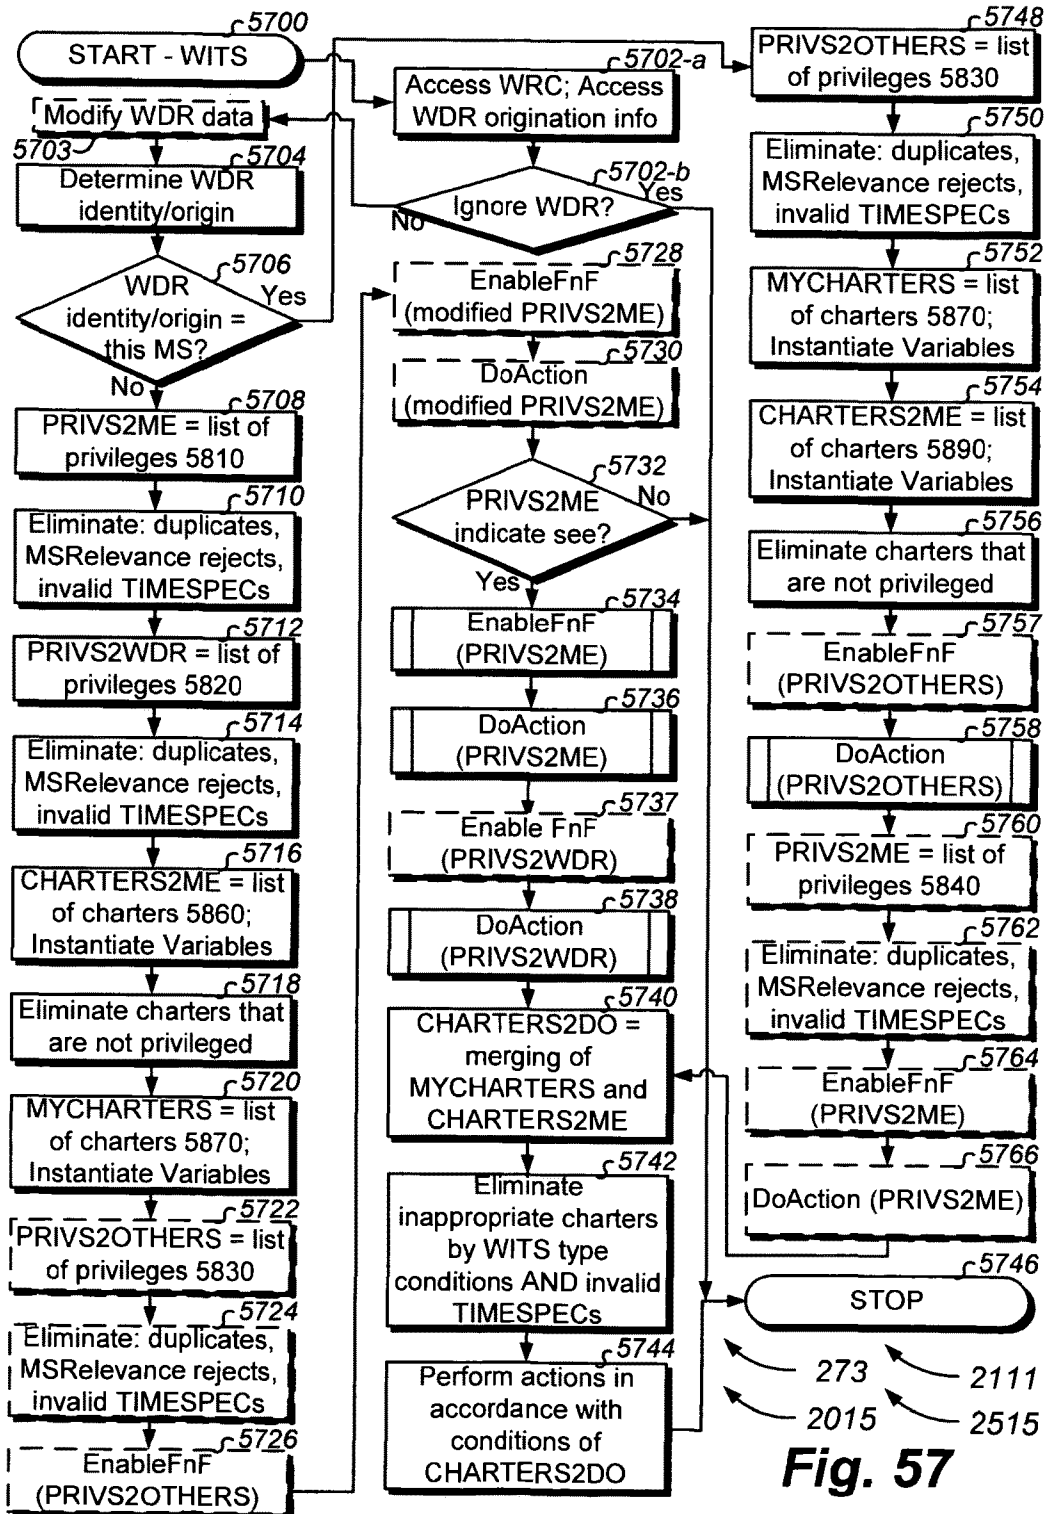 5700
START - WITS
Modify WDR data
5703
5704
Determine WDR
identity/origin
5706
WDR
identity/origin =
this MS?
Yes
No
5708
PRIVS2ME = list of
privileges 5810
5710
Eliminate: duplicates,
MSRelevance rejects,
invalid TIMESPECs
5712
PRIVS2WDR = list of
privileges 5820
5714
Eliminate: duplicates,
MSRelevance rejects,
invalid TIMESPECs
5716
CHARTERS2ME = list
of charters 5860;
Instantiate Variables
5718
Eliminate charters that
are not privileged
5720
MYCHARTERS = list
of charters 5870;
Instantiate Variables
5722
PRIVS2OTHERS = list
of privileges 5830
5724
Eliminate: duplicates,
MSRelevance rejects,
invalid TIMESPECs
5726
EnableFnF
(PRIVS2OTHERS)
5702-a
Access WRC; Access
WDR origination info
5702-b
Ignore WDR?
Yes
No
5728
EnableFnF
(modified PRIVS2ME)
5730
DoAction
(modified PRIVS2ME)
5732
PRIVS2ME
indicate see?
No
Yes
5734
EnableFnF
(PRIVS2ME)
5736
DoAction
(PRIVS2ME)
5737
Enable FnF
(PRIVS2WDR)
5738
DoAction
(PRIVS2WDR)
5740
CHARTERS2DO =
merging of
MYCHARTERS and
CHARTERS2ME
5742
Eliminate
inappropriate charters
by WITS type
conditions AND invalid
TIMESPECs
5744
Perform actions in
accordance with
conditions of
CHARTERS2DO
5748
PRIVS2OTHERS = list
of privileges 5830
5750
Eliminate: duplicates,
MSRelevance rejects,
invalid TIMESPECs
5752
MYCHARTERS = list
of charters 5870;
Instantiate Variables
5754
CHARTERS2ME = list
of charters 5890;
Instantiate Variables
5756
Eliminate charters that
are not privileged
5757
EnableFnF
(PRIVS2OTHERS)
5758
DoAction
(PRIVS2OTHERS)
5760
PRIVS2ME = list of
privileges 5840
5762
Eliminate: duplicates,
MSRelevance rejects,
invalid TIMESPECs
5764
EnableFnF
(PRIVS2ME)
5766
DoAction (PRIVS2ME)
5746
STOP
273
2111
2015
2515
Fig. 57